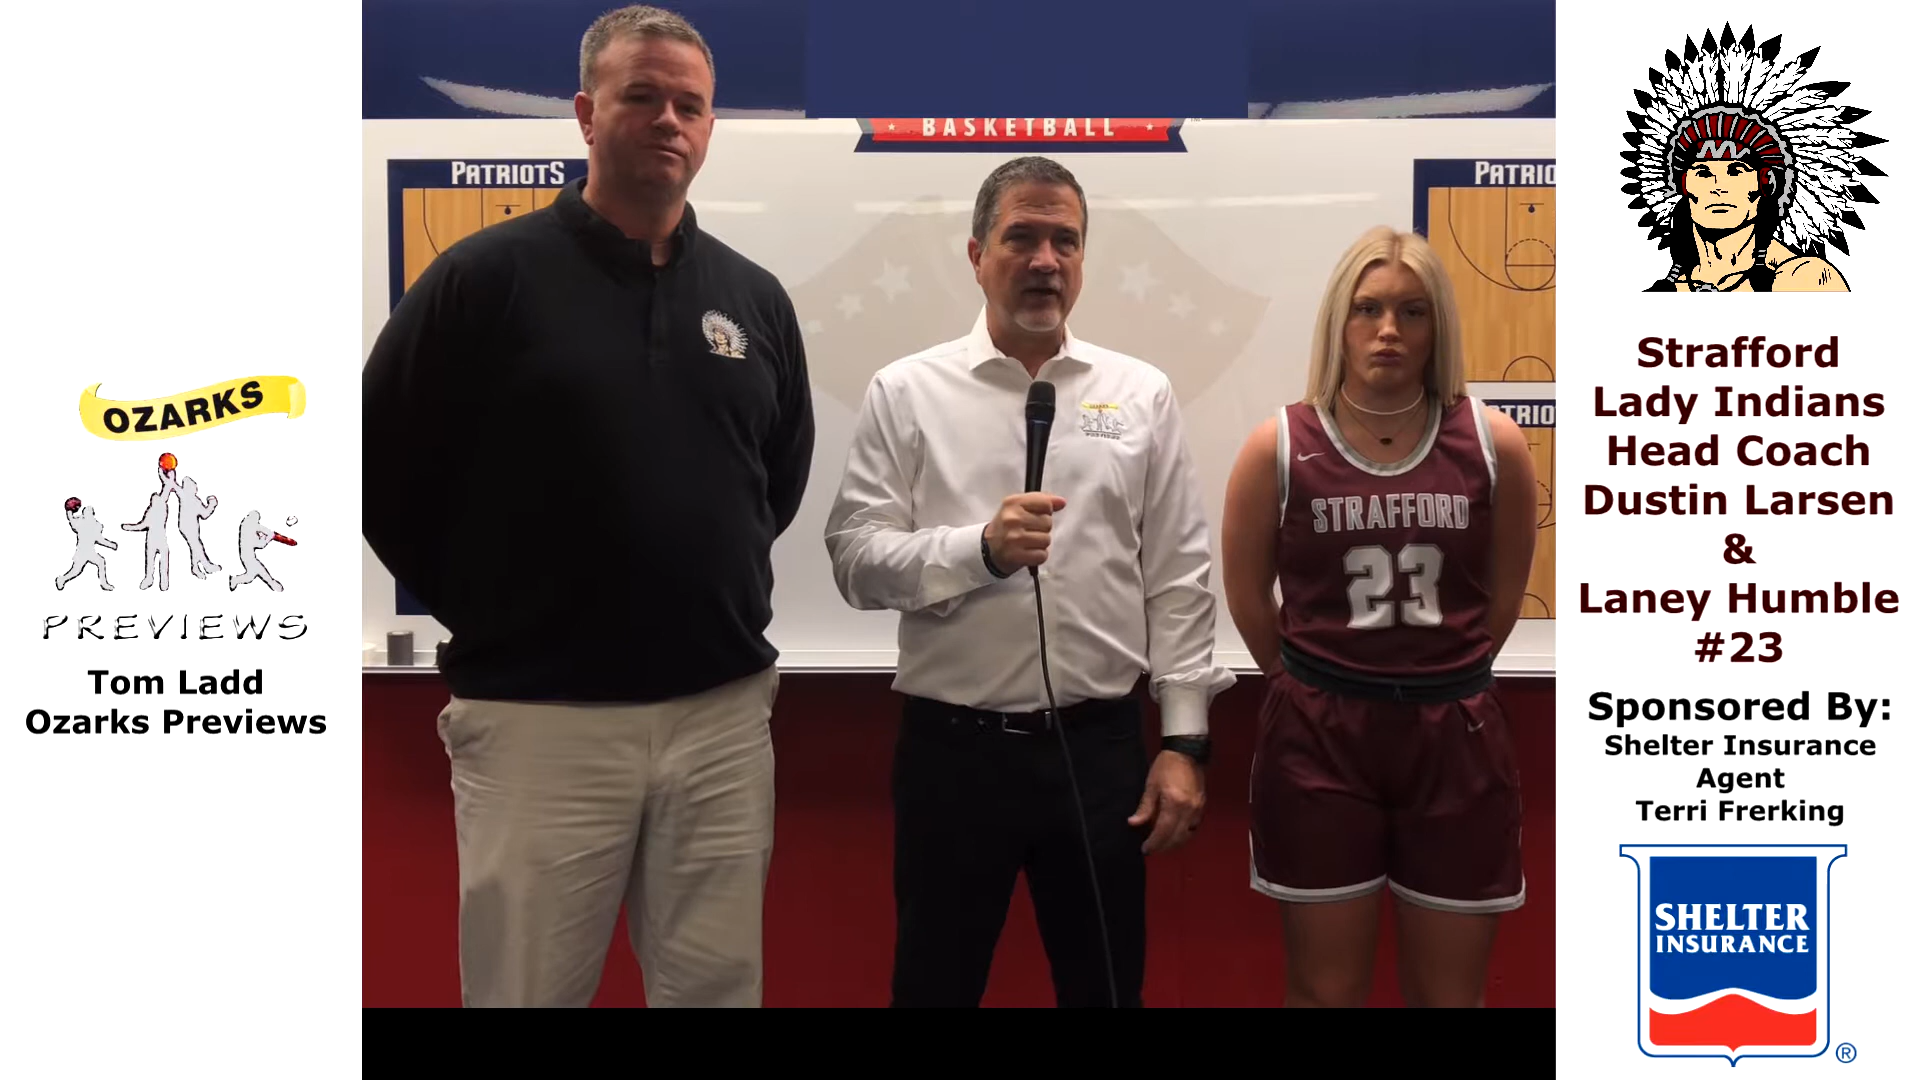 OZARKS
PREVIEWS
Tom Ladd
Ozarks Previews
BASKETBALL
PATRIOTS
PATRIO
TRIO
STRAFFORD
23
Strafford
Lady Indians
Head Coach
Dustin Larsen
&
Laney Humble
#23
Sponsored By:
Shelter Insurance
Agent
Terri Frerking
SHELTER
INSURANCE
®